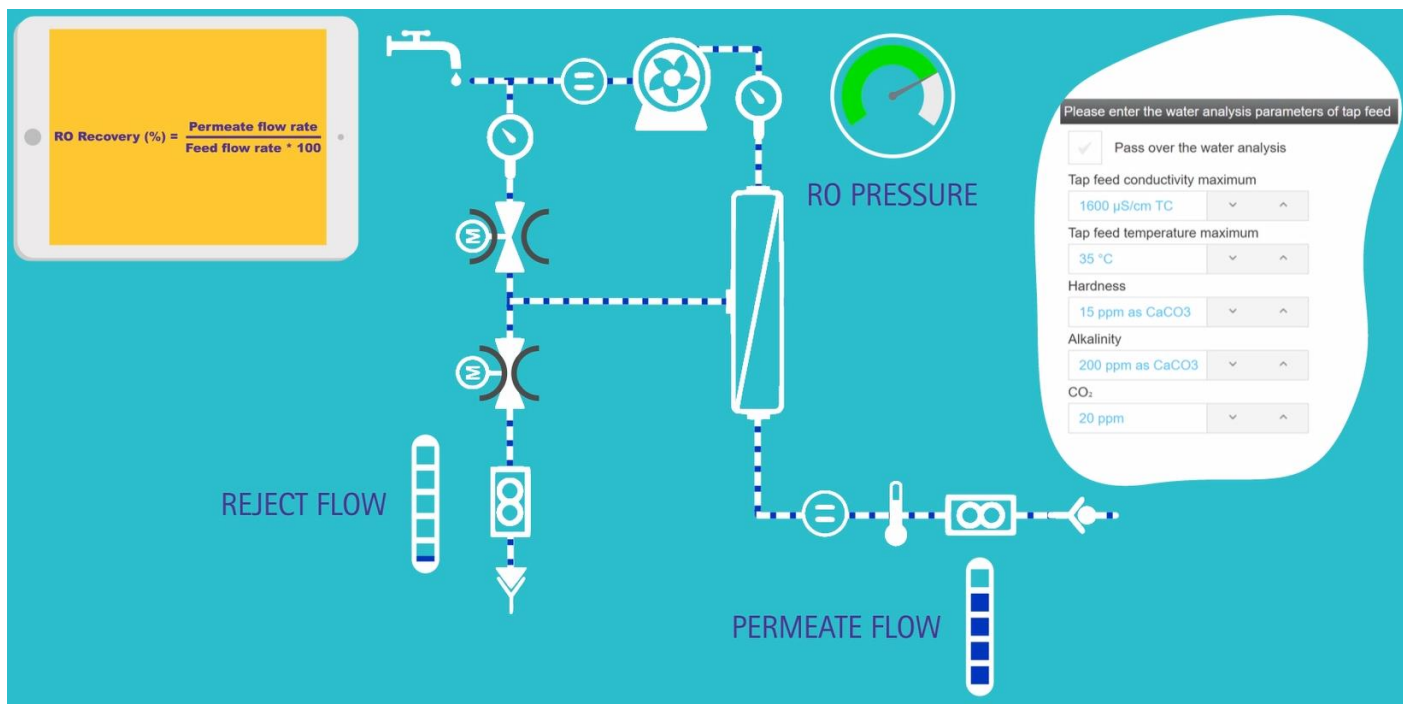 RO Recovery (%) = Permeate flow rate
Feed flow rate * 100
M
M
REJECT FLOW
RO PRESSURE
PERMEATE FLOW
Please enter the water analysis parameters of tap feed
Pass over the water analysis
Tap feed conductivity maximum
1600 µS/cm TC
Tap feed temperature maximum
35 °C
Hardness
15 ppm as CaCO3
Alkalinity
200 ppm as CaCO3
CO₂
20 ppm